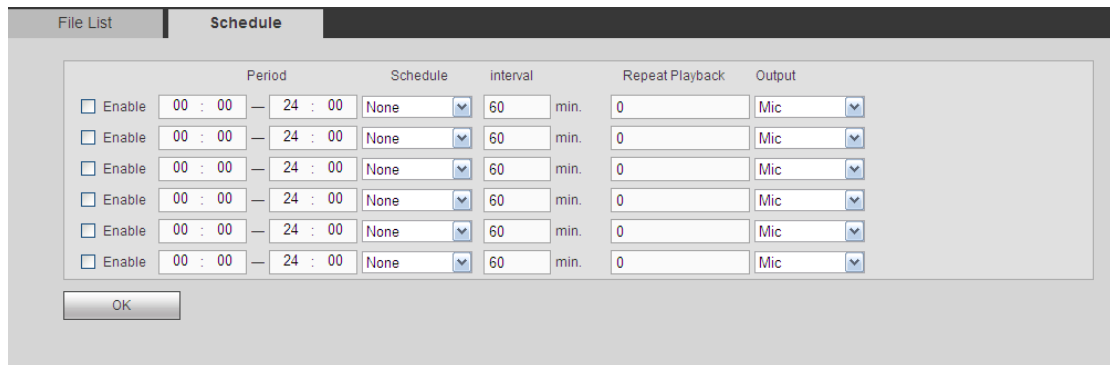 File List Schedule
Period Schedule interval Repeat Playback Output
Enable 00 : 00 — 24 : 00 None 60 min. 0 Mic
Enable 00 : 00 — 24 : 00 None 60 min. 0 Mic
Enable 00 : 00 — 24 : 00 None 60 min. 0 Mic
Enable 00 : 00 — 24 : 00 None 60 min. 0 Mic
Enable 00 : 00 — 24 : 00 None 60 min. 0 Mic
Enable 00 : 00 — 24 : 00 None 60 min. 0 Mic
OK